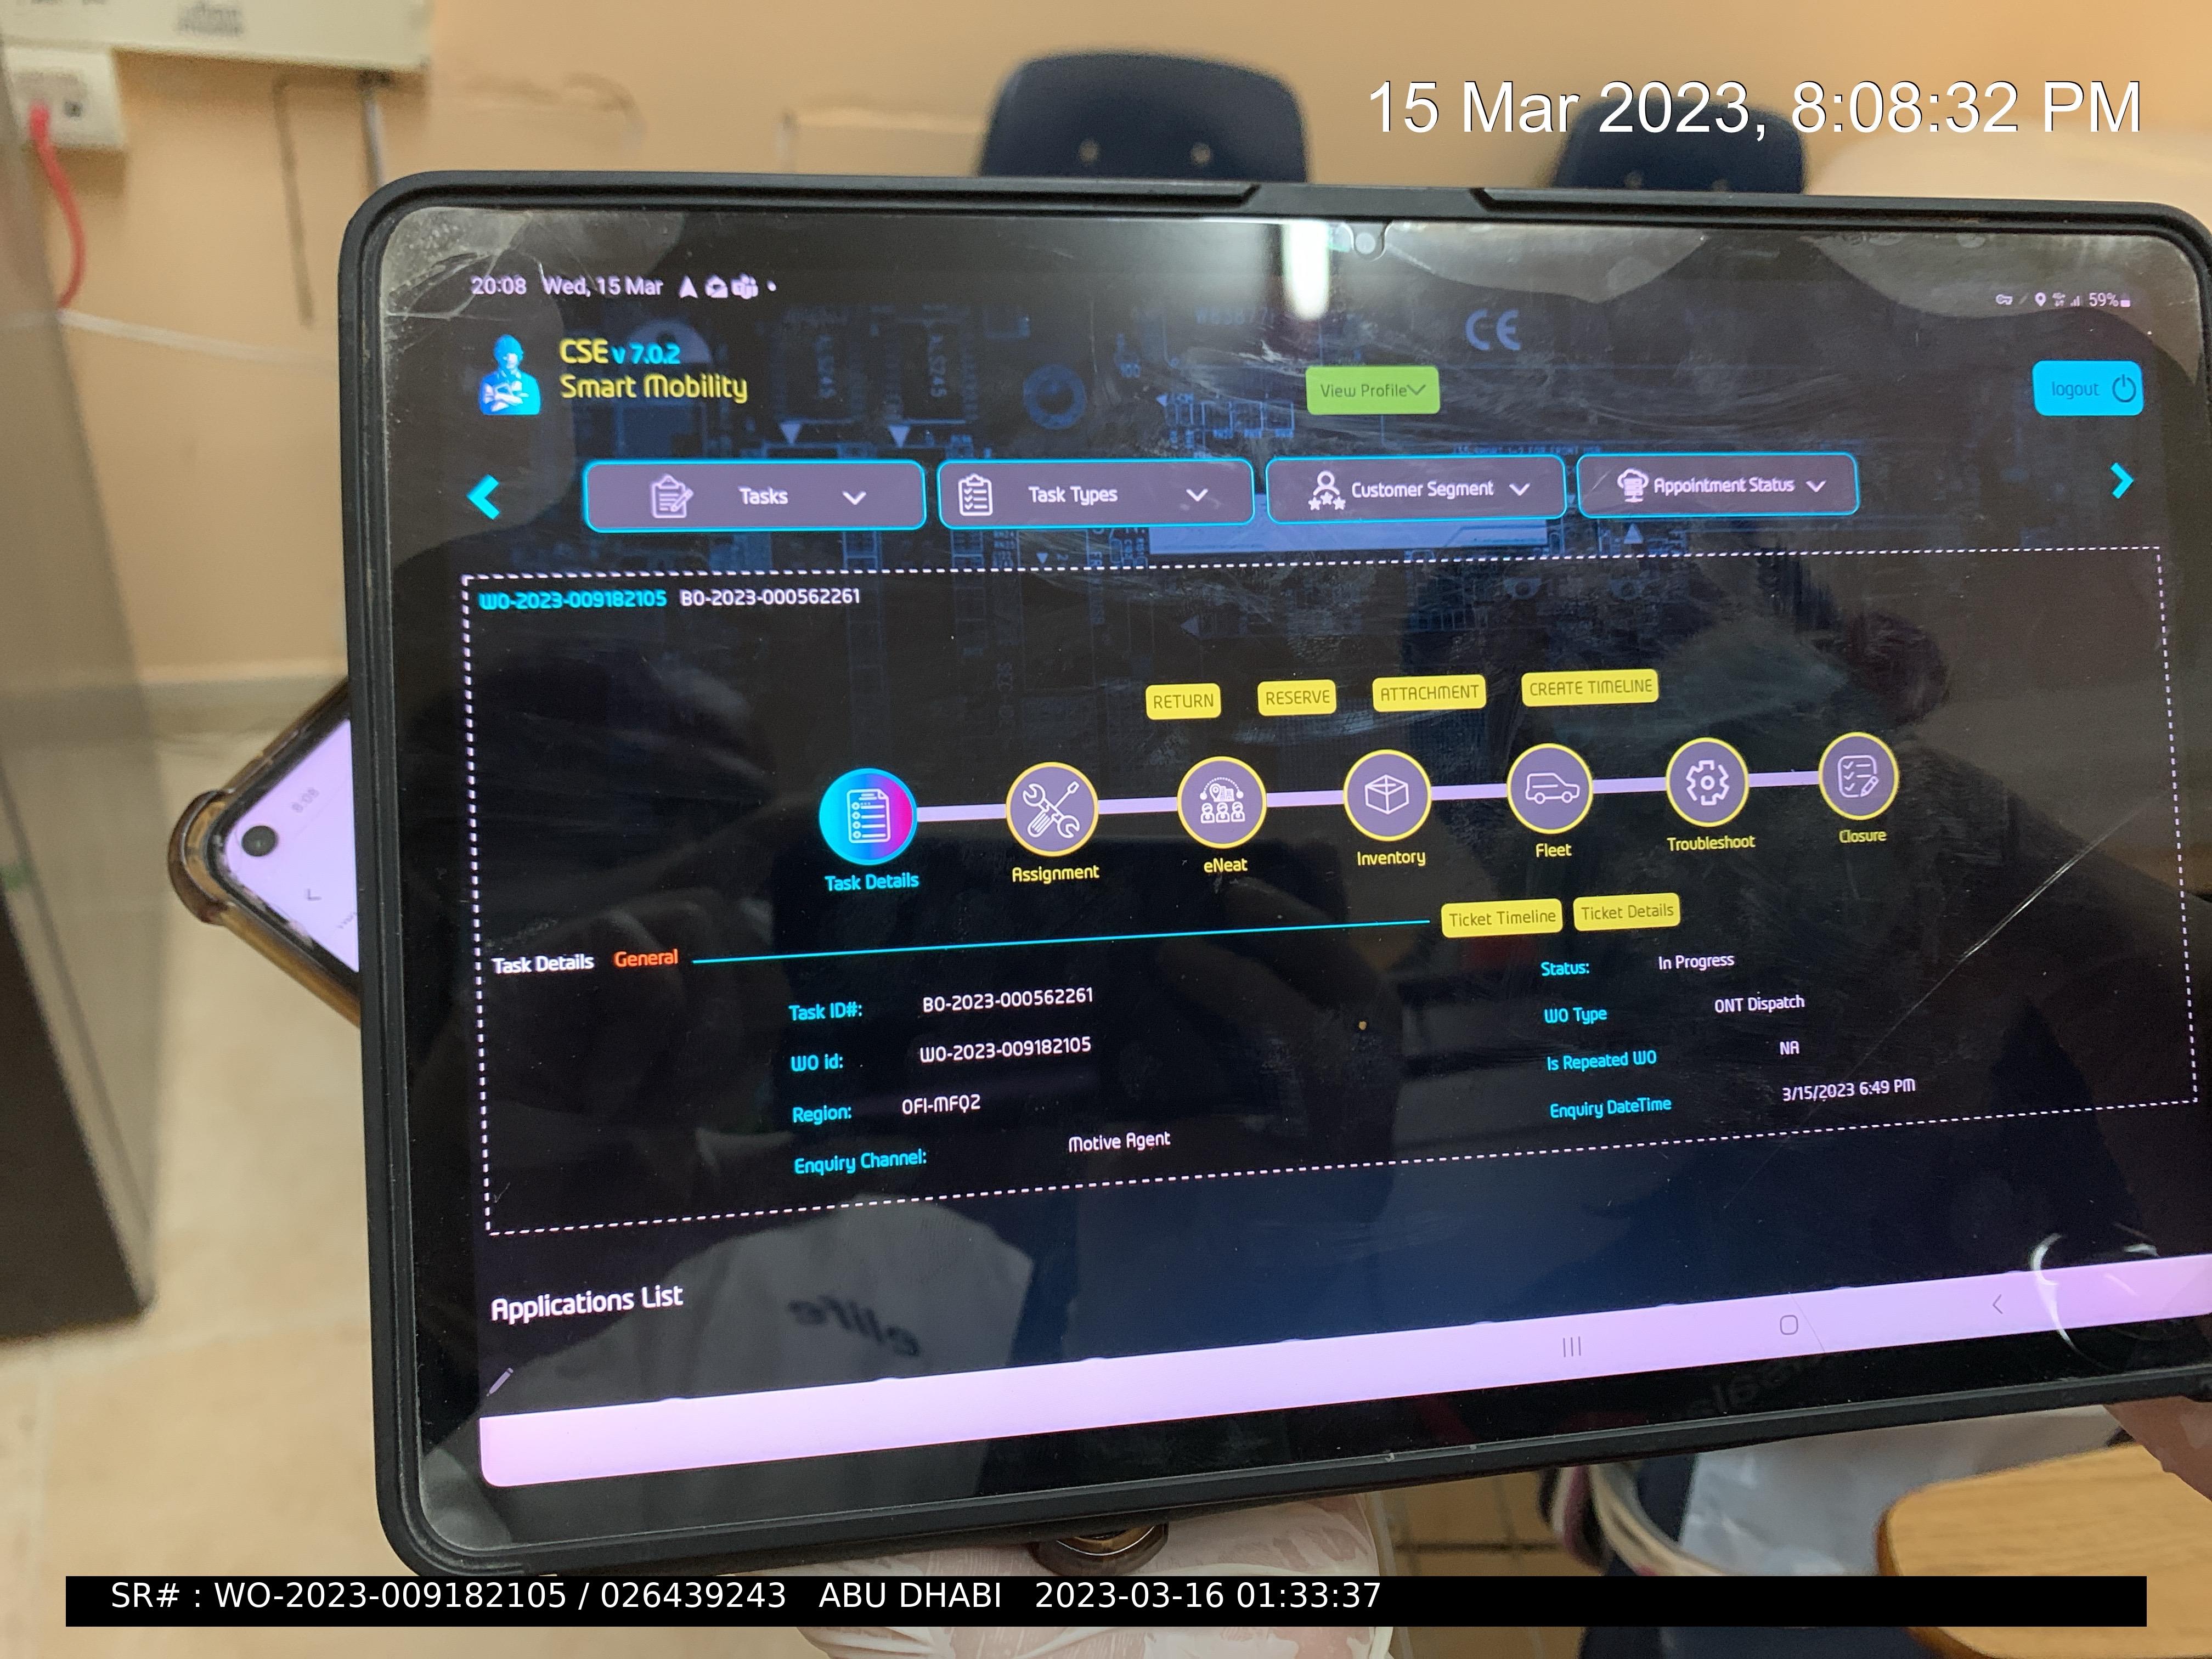 15 Mar 2023, 8:08:32 PM
20:08 Wed, 15 Mar
59%
CSE v 7.0.2
Smart Mobility
CE
View Profile
logout
Tasks
Task Types
Customer Segment
Appointment Status
WO-2023-009182105 BO-2023-000562261
RETURN RESERVE ATTACHMENT CREATE TIMELINE
Task Details
Assignment
eNeat
Inventory
Fleet
Troubleshoot
Closure
Ticket Timeline Ticket Details
Task Details General
Task ID#: BO-2023-000562261
WO id: WO-2023-009182105
Region: OFI-MFQ2
Enquiry Channel: Motive Agent
Status: In Progress
WO Type ONT Dispatch
Is Repeated WO NA
Enquiry DateTime 3/15/2023 6:49 PM
8:08
Applications List
elife
SR# : WO-2023-009182105 / 026439243 ABU DHABI 2023-03-16 01:33:37